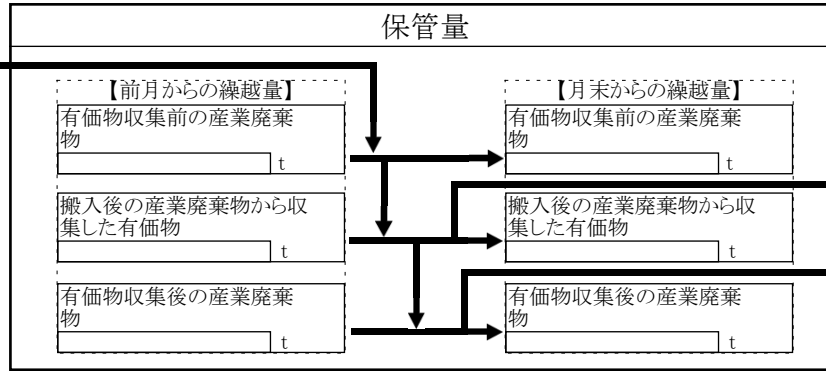 保管量
【前月からの繰越量】
有価物収集前の産業廃棄
物
t
搬入後の産業廃棄物から収
集した有価物
t
有価物収集後の産業廃棄
物
t
【月末からの繰越量】
有価物収集前の産業廃棄
物
t
搬入後の産業廃棄物から収
集した有価物
t
有価物収集後の産業廃棄
物
t